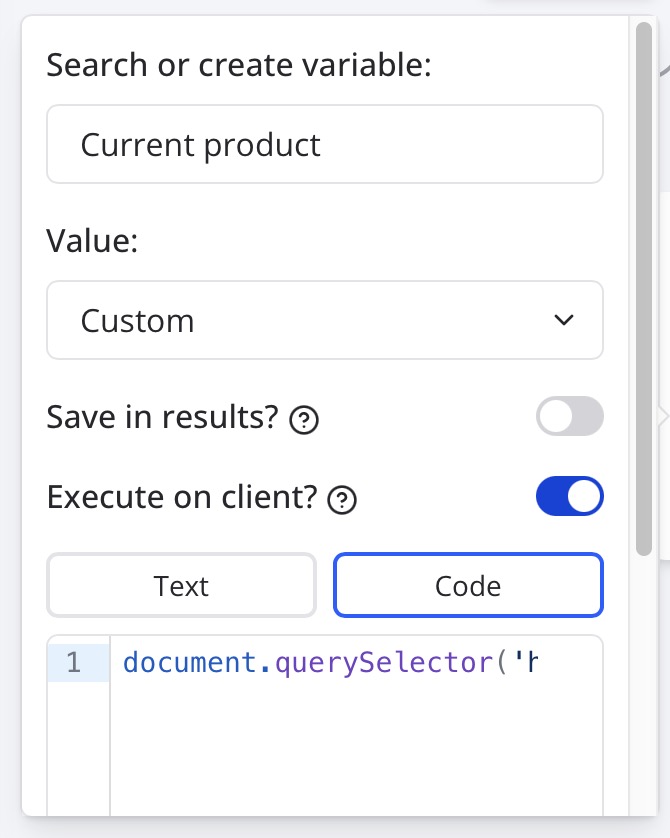 Search or create variable:
Current product
Value:
Custom
Save in results?
Execute on client?
Text Code
1 document.querySelector('h